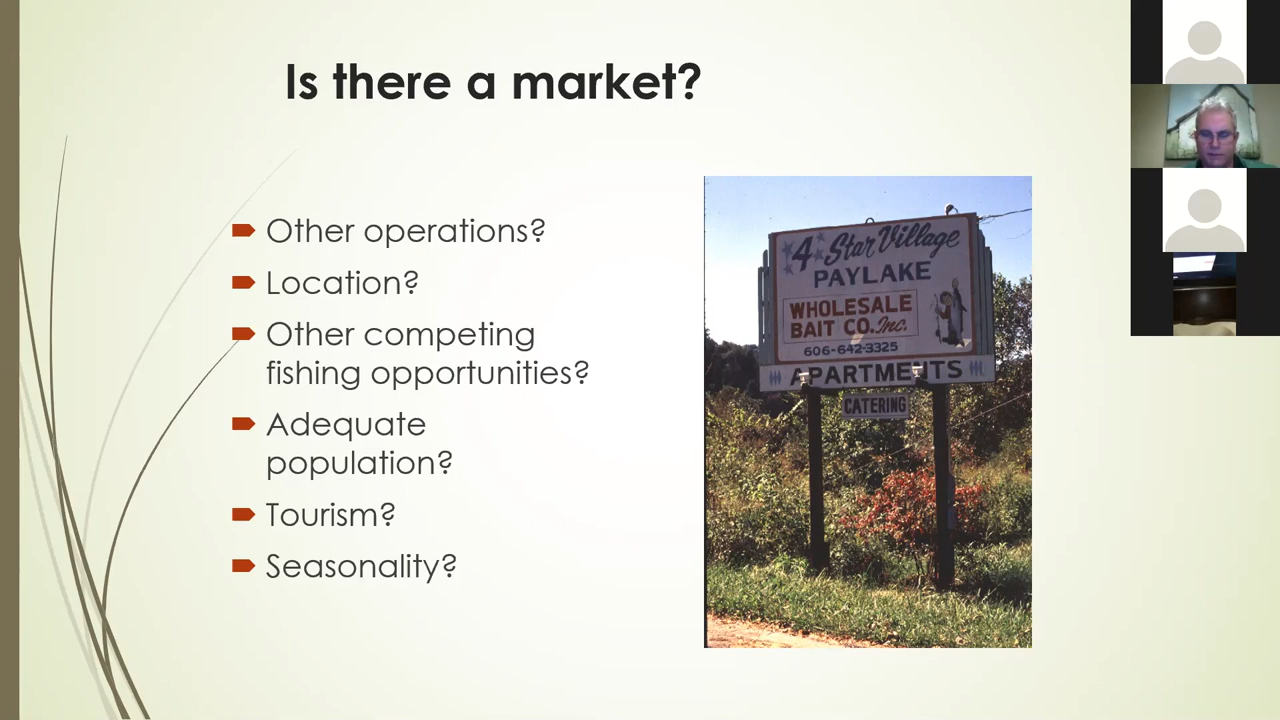 Is there a market?
Other operations?
Location?
Other competing
fishing opportunities?
Adequate
population?
Tourism?
Seasonality?
4 Star Village
PAYLAKE
WHOLESALE
BAIT CO. Inc.
606-642-3325
APARTMENTS
CATERING